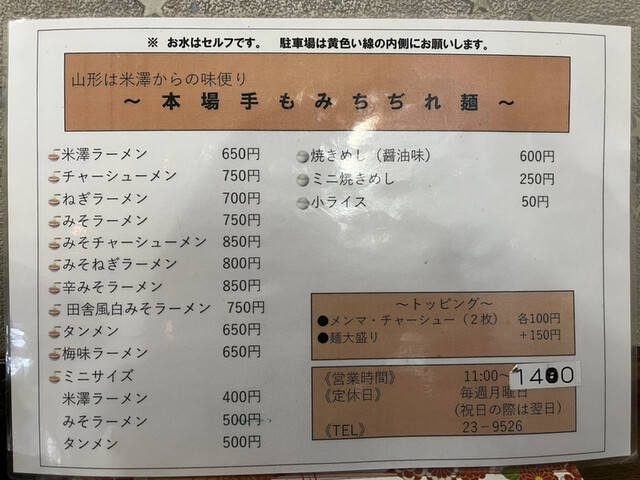 ※ お水はセルフです。 駐車場は黄色い線の内側にお願いします。
山形は米澤からの味便り
～本場手もみちぢれ麺～
米澤ラーメン 650円
チャーシューメン 750円
ねぎラーメン 700円
みそラーメン 750円
みそチャーシューメン 850円
みそねぎラーメン 800円
辛みそラーメン 850円
田舎風白みそラーメン 750円
タンメン 650円
梅味ラーメン 650円
ミニサイズ
米澤ラーメン 400円
みそラーメン 500円
タンメン 500円
焼きめし（醤油味） 600円
ミニ焼きめし 250円
小ライス 50円
～トッピング～
●メンマ・チャーシュー（２枚） 各100円
●麺大盛り ＋150円
《営業時間》 11:00～1400
《定休日》 毎週月曜日
(祝日の際は翌日)
《TEL》 23－9526